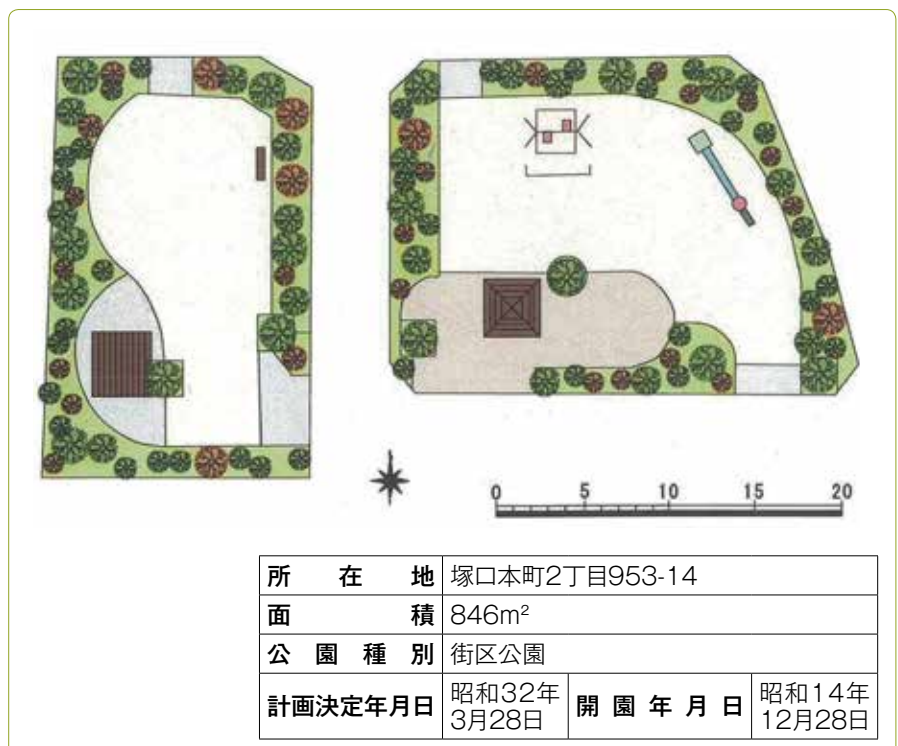 0 5 10 15 20
所在地 塚口本町2丁目953-14
面積 846m²
公園種別 街区公園
計画決定年月日 昭和32年3月28日 開園年月日 昭和14年12月28日